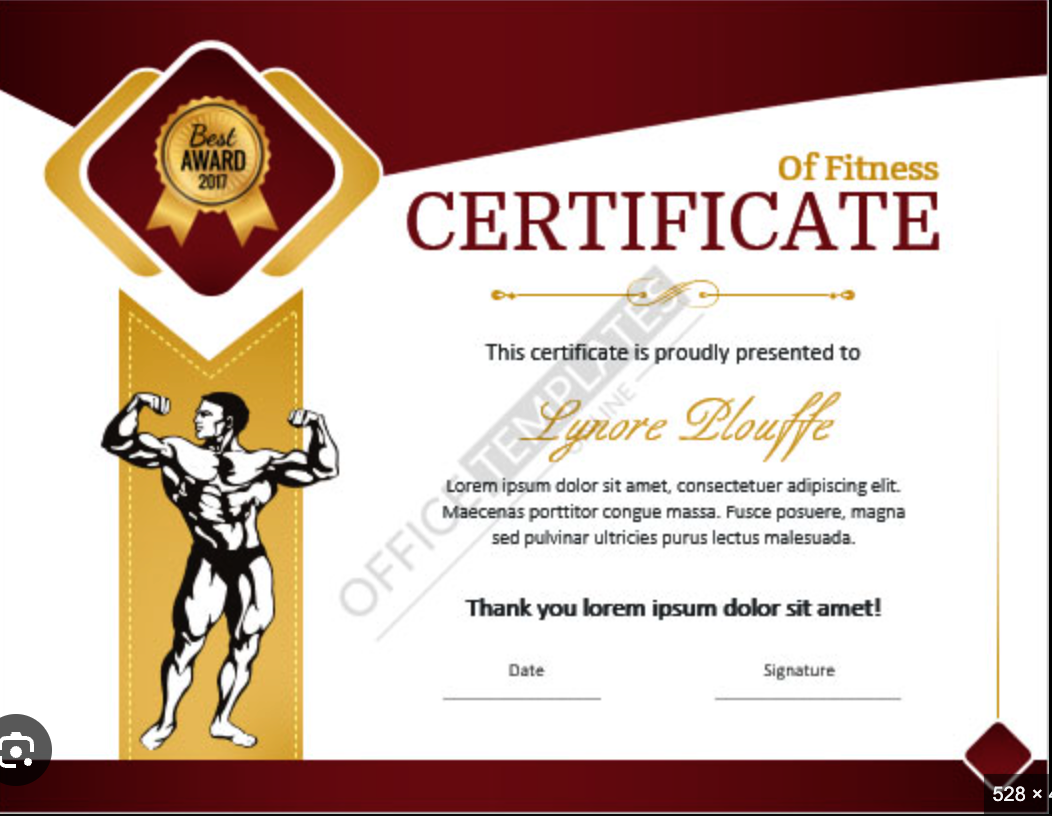 Best
AWARD
2017
Of Fitness
CERTIFICATE
This certificate is proudly presented to
Lynore Plouffe
Lorem ipsum dolor sit amet, consectetuer adipiscing elit.
Maecenas porttitor congue massa. Fusce posuere, magna
sed pulvinar ultricies purus lectus malesuada.
Thank you lorem ipsum dolor sit amet!
Date
Signature
OFFICE TEMPLATES
ONLINE
528 ×